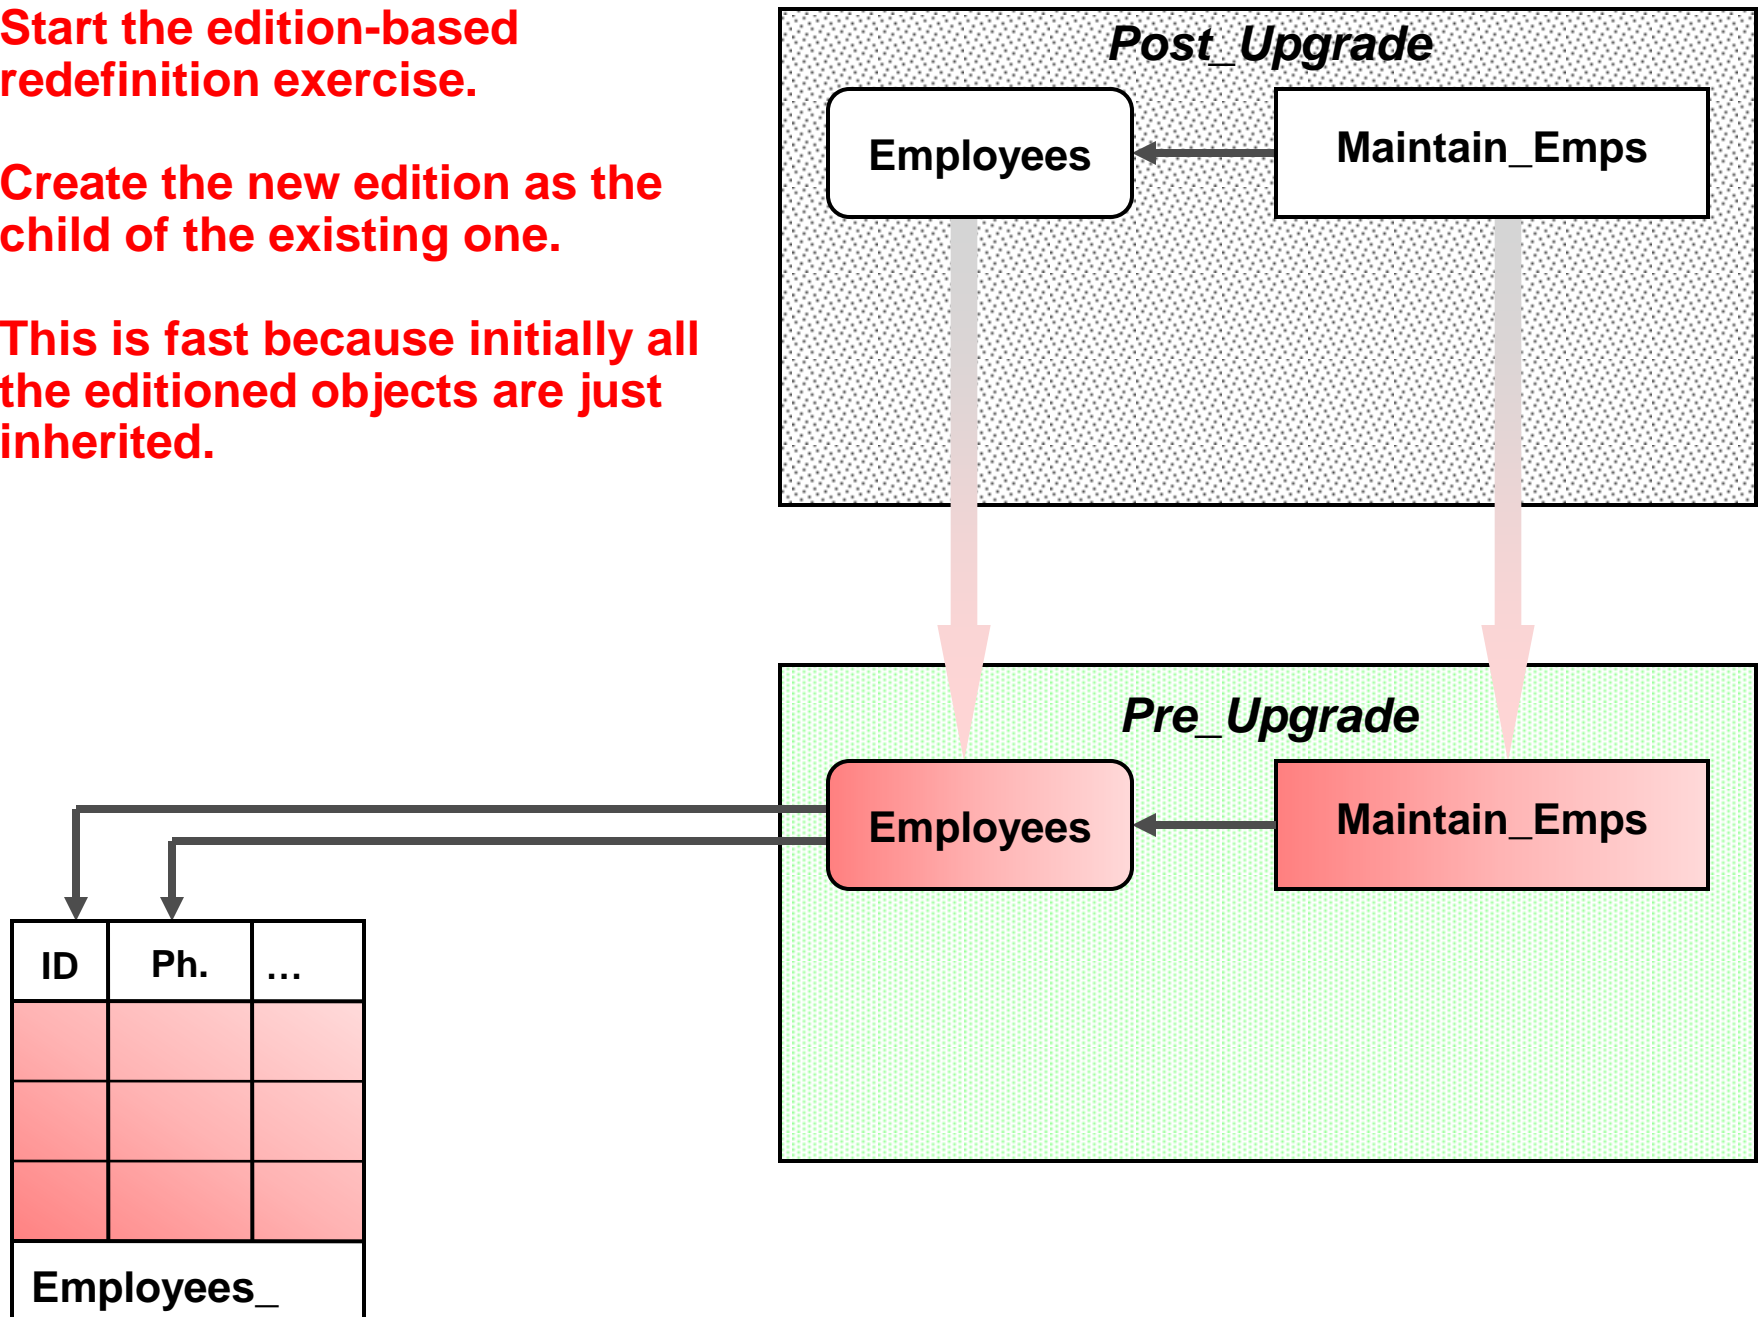 Start the edition-based
redefinition exercise.
Create the new edition as the
child of the existing one.
This is fast because initially all
the editioned objects are just
inherited.
Post_Upgrade
Employees
Maintain_Emps
Pre_Upgrade
Employees
Maintain_Emps
ID
Ph.
…
Employees_